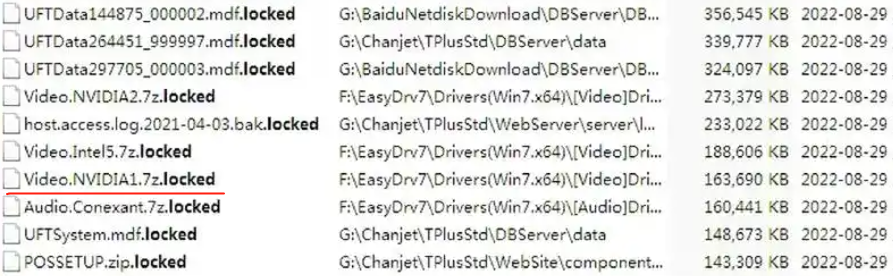 UFTData144875_000002.mdf.locked G:\BaiduNetdiskDownload\DBServer\DB... 356,545 KB 2022-08-29
UFTData264451_999997.mdf.locked G:\Chanjet\TPlusStd\DBServer\data 339,777 KB 2022-08-29
UFTData297705_000003.mdf.locked G:\BaiduNetdiskDownload\DBServer\DB... 324,097 KB 2022-08-29
Video.NVIDIA2.7z.locked F:\EasyDrv7\Drivers(Win7.x64)\[Video]Dri... 273,379 KB 2022-08-29
host.access.log.2021-04-03.bak.locked G:\Chanjet\TPlusStd\WebServer\server\l... 233,022 KB 2022-08-29
Video.Intel5.7z.locked F:\EasyDrv7\Drivers(Win7.x64)\[Video]Dri... 188,606 KB 2022-08-29
Video.NVIDIA1.7z.locked F:\EasyDrv7\Drivers(Win7.x64)\[Video]Dri... 163,690 KB 2022-08-29
Audio.Conexant.7z.locked F:\EasyDrv7\Drivers(Win7.x64)\[Audio]Dri... 160,441 KB 2022-08-29
UFTSystem.mdf.locked G:\Chanjet\TPlusStd\DBServer\data 148,673 KB 2022-08-29
POSSETUP.zip.locked G:\Chanjet\TPlusStd\WebSite\component... 143,309 KB 2022-08-29